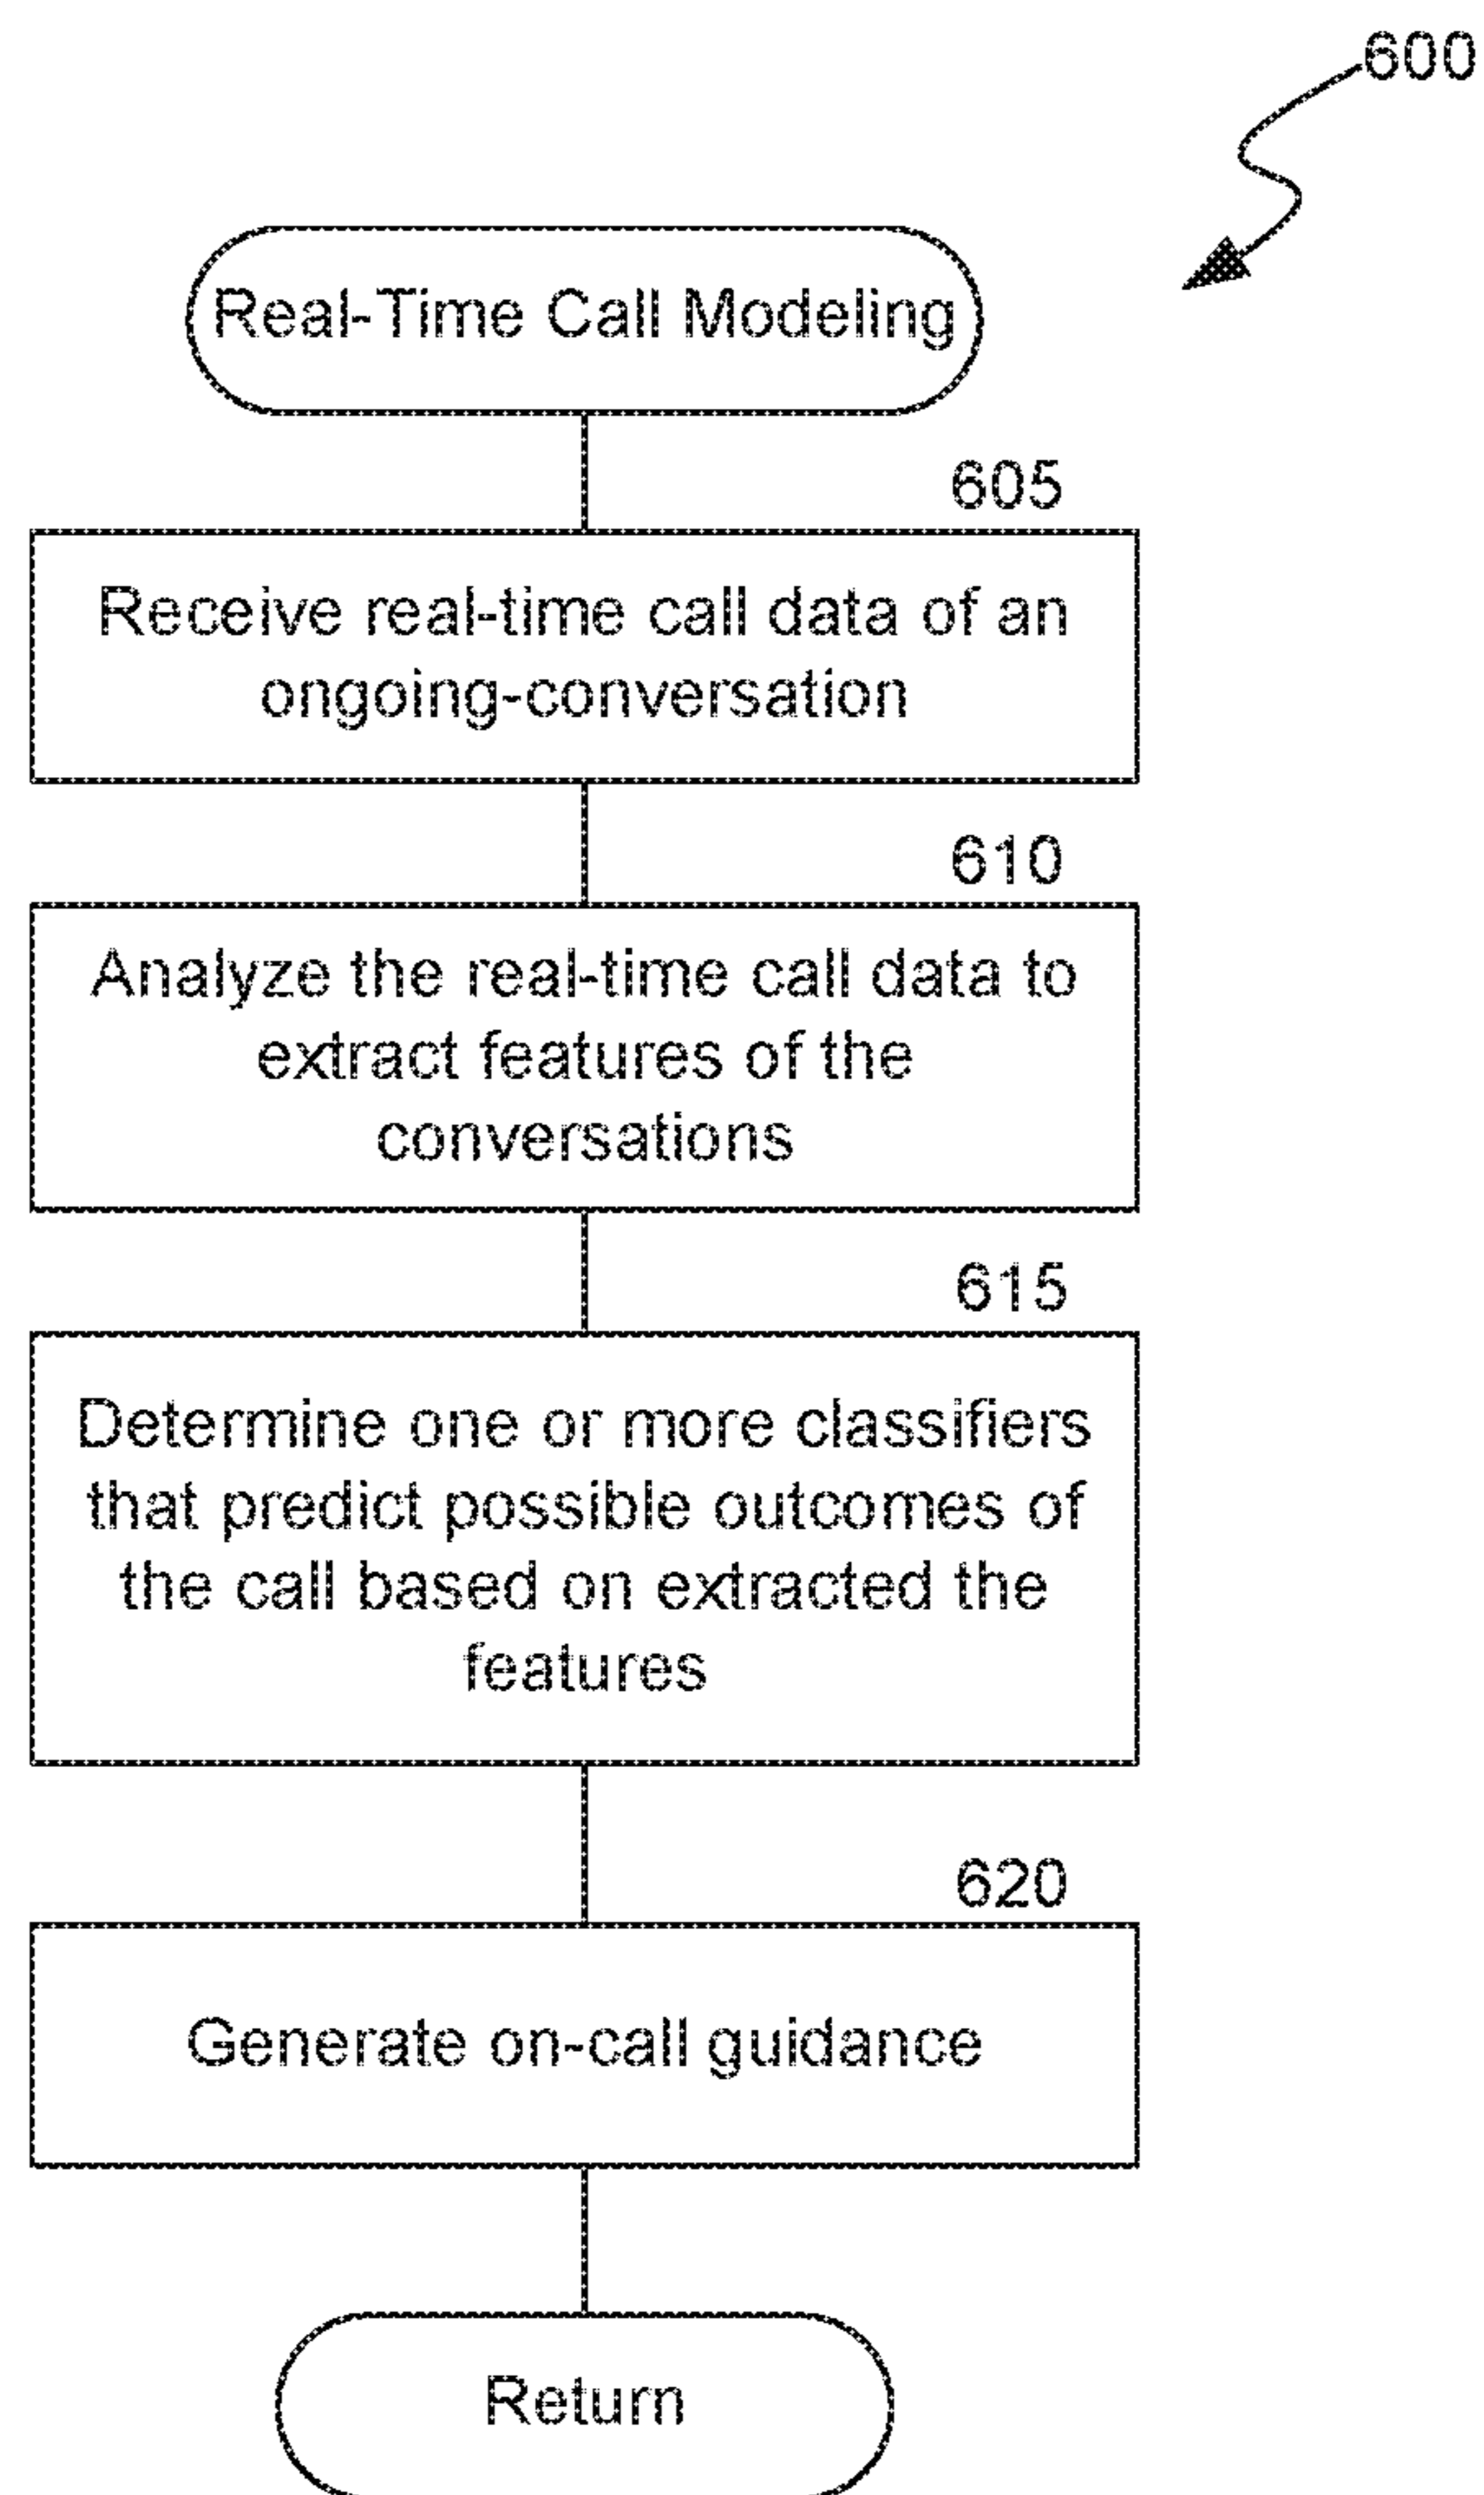 600
Real-Time Call Modeling
605
Receive real-time call data of an
ongoing-conversation
610
Analyze the real-time call data to
extract features of the
conversations
615
Determine one or more classifiers
that predict possible outcomes of
the call based on extracted the
features
620
Generate on-call guidance
Return